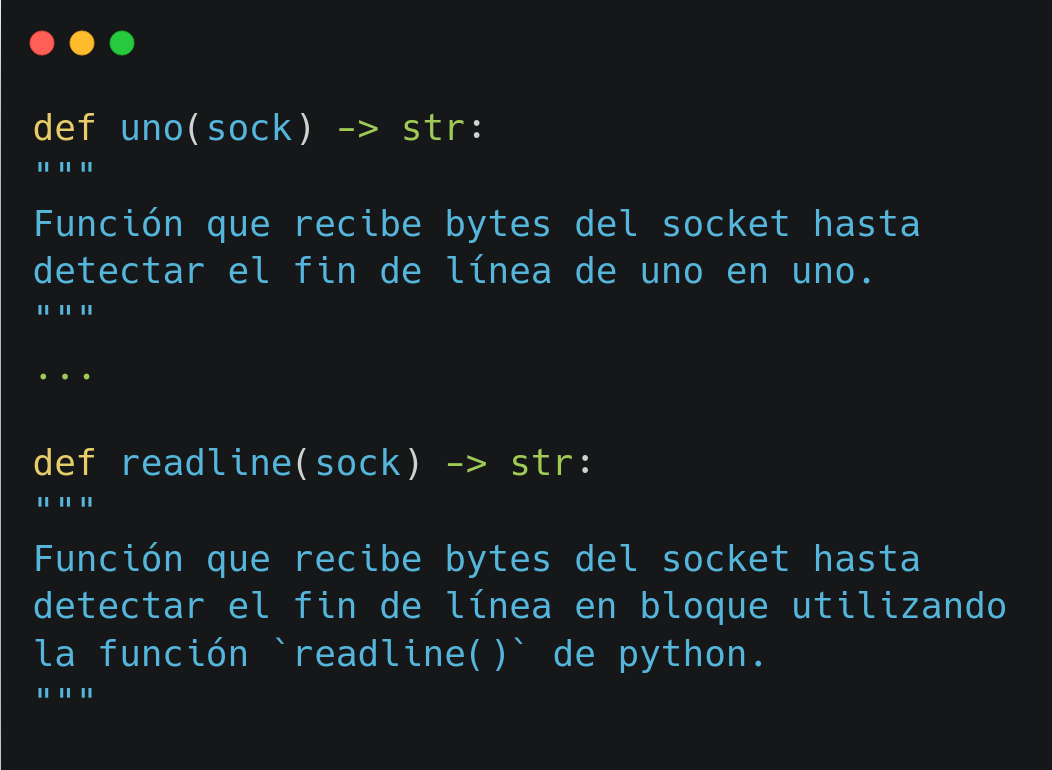 def uno(sock) -> str:
"""
Función que recibe bytes del socket hasta
detectar el fin de línea de uno en uno.
"""
...
def readline(sock) -> str:
"""
Función que recibe bytes del socket hasta
detectar el fin de línea en bloque utilizando
la función `readline()` de python.
"""